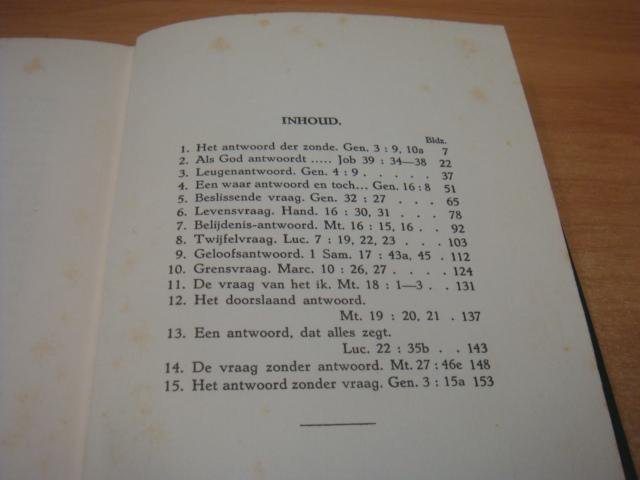 INHOUD.
Bldz.
1. Het antwoord der zonde. Gen. 3 : 9, 10a 7
2. Als God antwoordt ..... Job 39 : 34—38 22
3. Leugenantwoord. Gen. 4 : 9 . . . . . 37
4. Een waar antwoord en toch... Gen. 16 : 8 51
5. Beslissende vraag. Gen. 32 : 27 . . . . 65
6. Levensvraag. Hand. 16 : 30, 31 . . . . 78
7. Belijdenis-antwoord. Mt. 16 : 15, 16 . . 92
8. Twijfelvraag. Luc. 7 : 19, 22, 23 . . . 103
9. Geloofsantwoord. 1 Sam. 17 : 43a, 45 . 112
10. Grensvraag. Marc. 10 : 26, 27 . . . . 124
11. De vraag van het ik. Mt. 18 : 1—3 . . 131
12. Het doorslaand antwoord.
Mt. 19 : 20, 21 . 137
13. Een antwoord, dat alles zegt.
Luc. 22 : 35b . . 143
14. De vraag zonder antwoord. Mt. 27 : 46e 148
15. Het antwoord zonder vraag. Gen. 3 : 15a 153